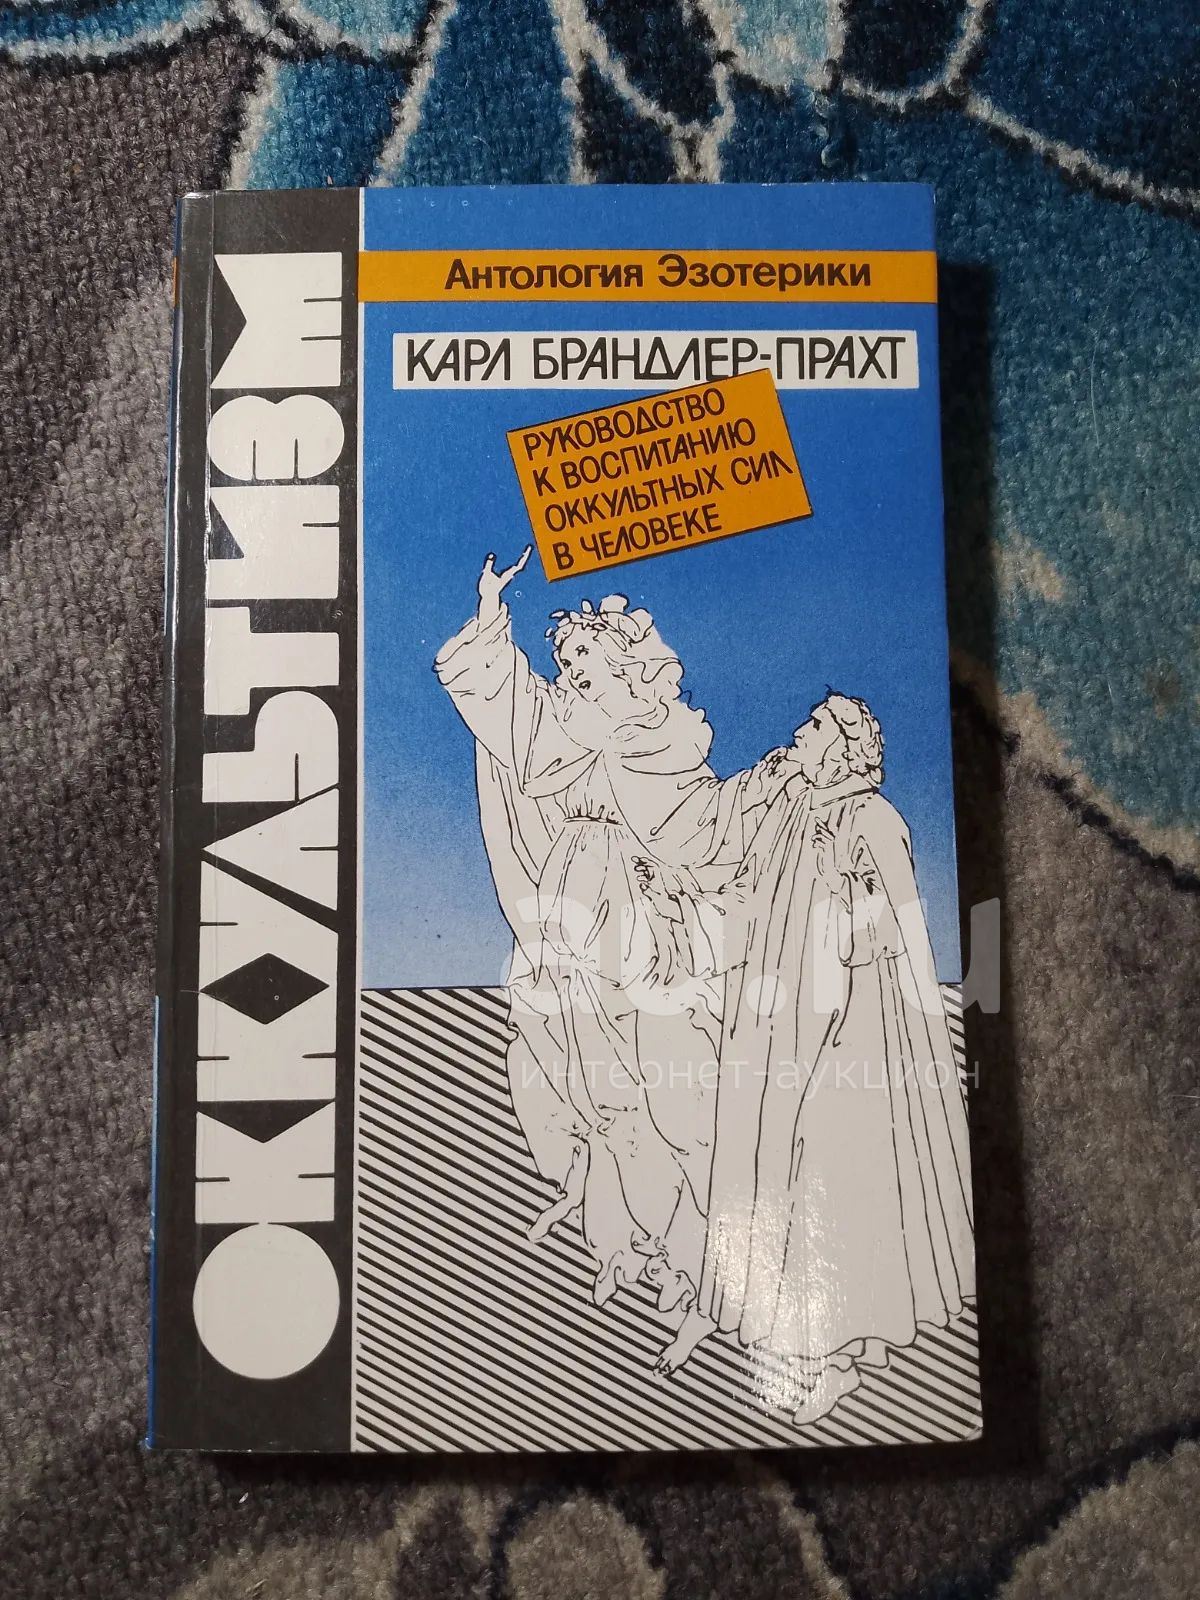 Антология Эзотерики
КАРЛ БРАНДЛЕР-ПРАХТ
РУКОВОДСТВО
К ВОСПИТАНИЮ
ОККУЛЬТНЫХ СИЛ
В ЧЕЛОВЕКЕ
ОККУЛЬТИЗМ
au.ru
интернет-аукцион